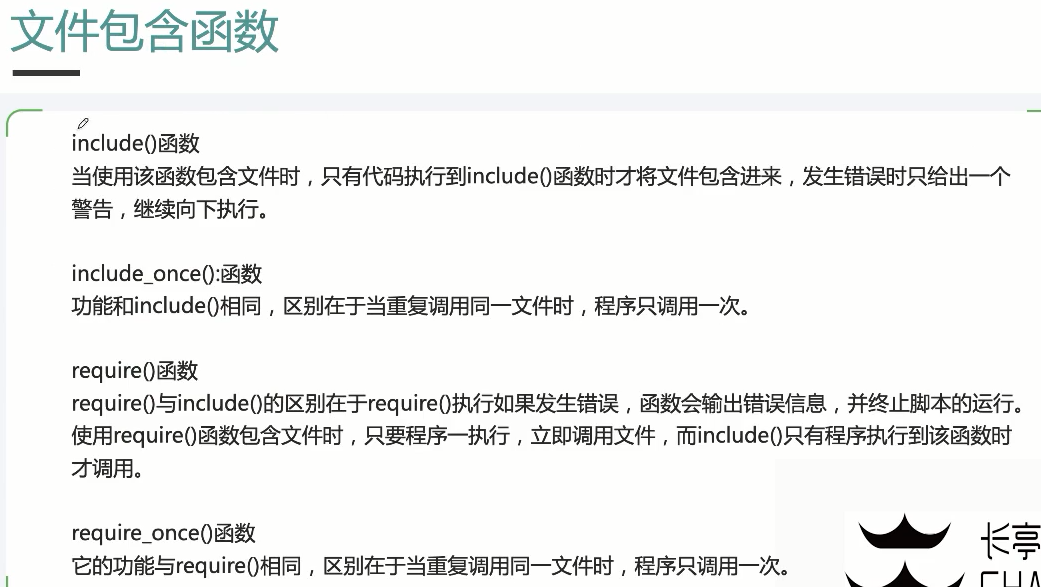 文件包含函数
include()函数
当使用该函数包含文件时，只有代码执行到include()函数时才将文件包含进来，发生错误时只给出一个
警告，继续向下执行。
include_once():函数
功能和include()相同，区别在于当重复调用同一文件时，程序只调用一次。
require()函数
require()与include()的区别在于require()执行如果发生错误，函数会输出错误信息，并终止脚本的运行。
使用require()函数包含文件时，只要程序一执行，立即调用文件，而include()只有程序执行到该函数时
才调用。
require_once()函数
它的功能与require()相同，区别在于当重复调用同一文件时，程序只调用一次。
长亭